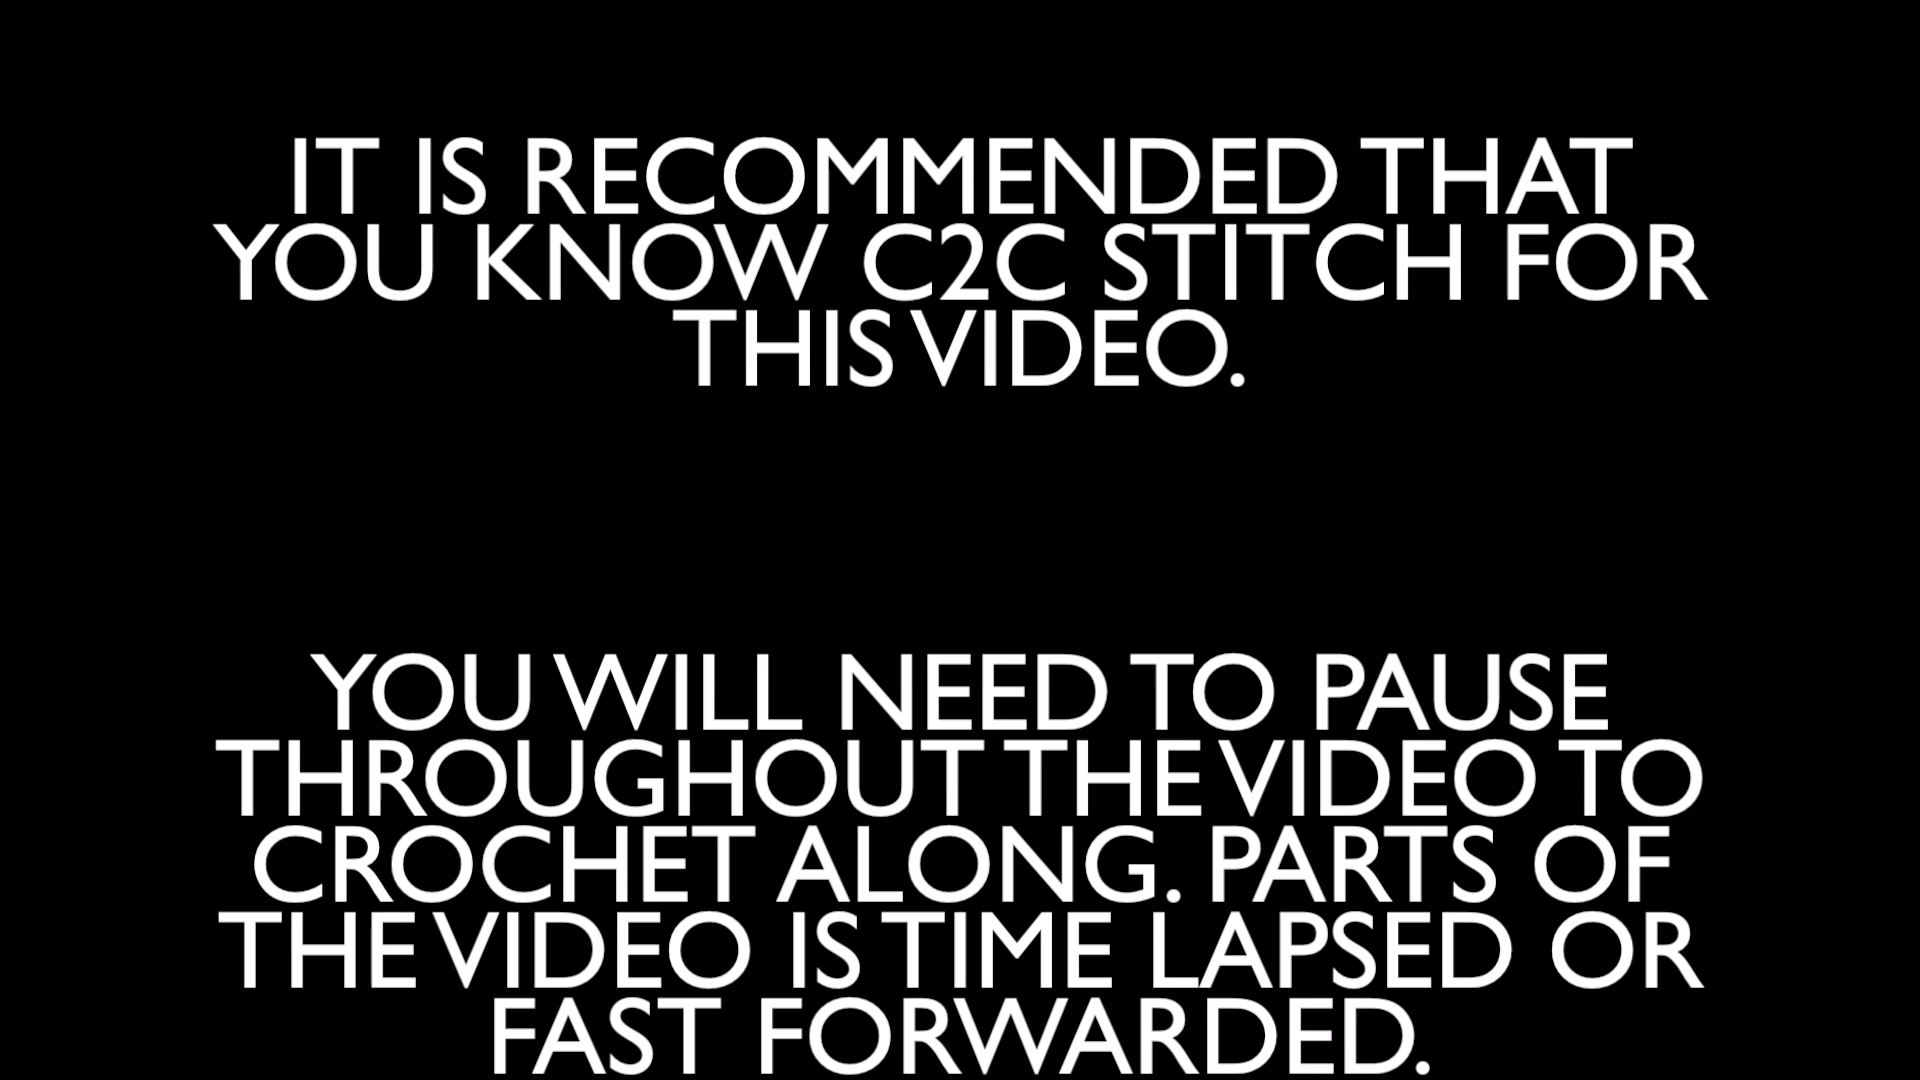 IT IS RECOMMENDED THAT
YOU KNOW C2C STITCH FOR
THIS VIDEO.
YOU WILL NEED TO PAUSE
THROUGHOUT THE VIDEO TO
CROCHET ALONG. PARTS OF
THE VIDEO IS TIME LAPSED OR
FAST FORWARDED.